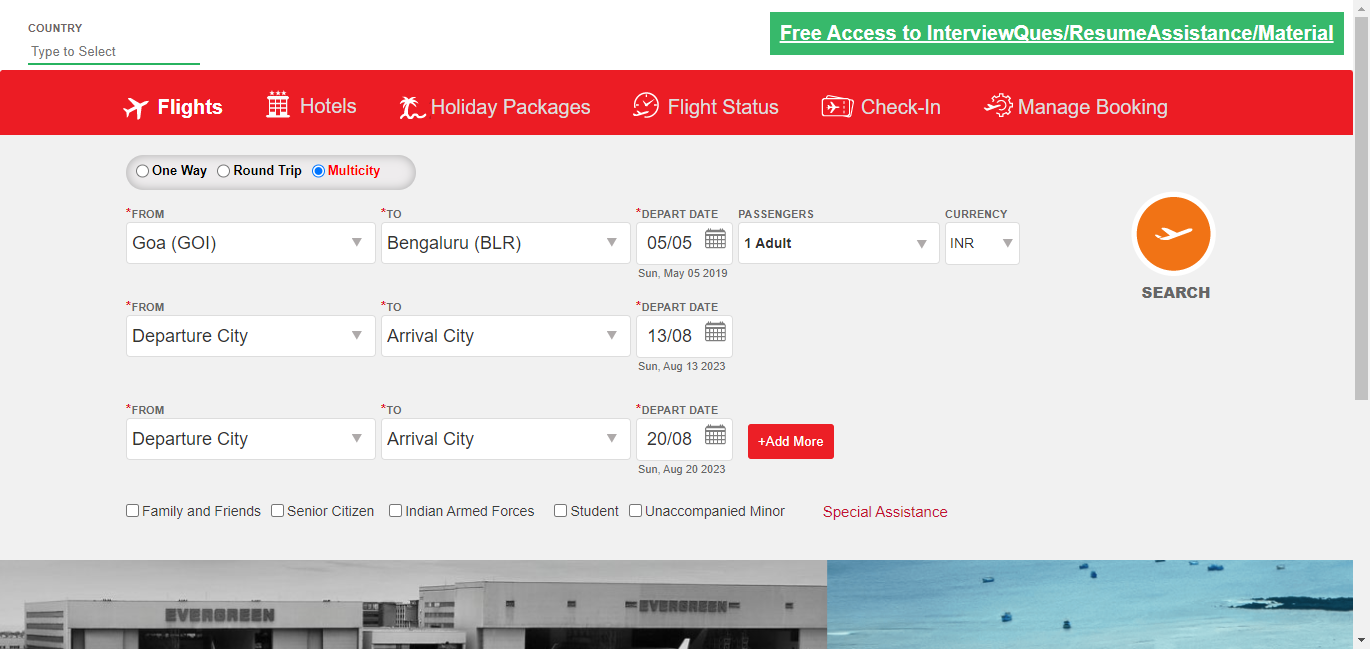 COUNTRY
Type to Select
Free Access to InterviewQues/ResumeAssistance/Material
Flights Hotels Holiday Packages Flight Status Check-In Manage Booking
One Way Round Trip Multicity
*FROM *TO *DEPART DATE PASSENGERS CURRENCY
Goa (GOI) Bengaluru (BLR) 05/05 1 Adult INR
Sun, May 05 2019
SEARCH
*FROM *TO *DEPART DATE
Departure City Arrival City 13/08
Sun, Aug 13 2023
*FROM *TO *DEPART DATE
Departure City Arrival City 20/08 +Add More
Sun, Aug 20 2023
Family and Friends Senior Citizen Indian Armed Forces Student Unaccompanied Minor Special Assistance
EVERGREEN EVERGREEN